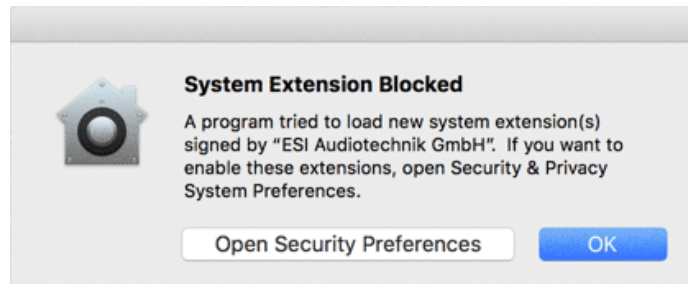 System Extension Blocked
A program tried to load new system extension(s)
signed by “ESI Audiotechnik GmbH”.  If you want to
enable these extensions, open Security & Privacy
System Preferences.
Open Security Preferences
OK